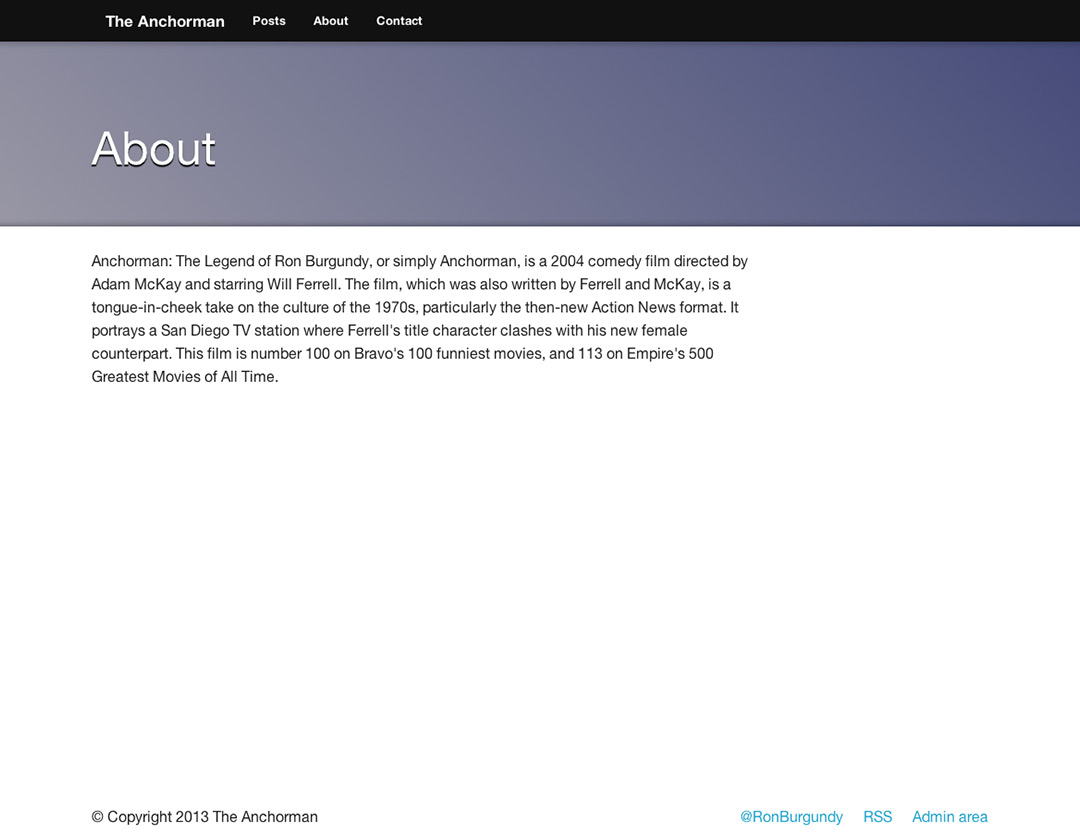 The Anchorman Posts About Contact
About
Anchorman: The Legend of Ron Burgundy, or simply Anchorman, is a 2004 comedy film directed by
Adam McKay and starring Will Ferrell. The film, which was also written by Ferrell and McKay, is a
tongue-in-cheek take on the culture of the 1970s, particularly the then-new Action News format. It
portrays a San Diego TV station where Ferrell's title character clashes with his new female
counterpart. This film is number 100 on Bravo's 100 funniest movies, and 113 on Empire's 500
Greatest Movies of All Time.
© Copyright 2013 The Anchorman @RonBurgundy RSS Admin area